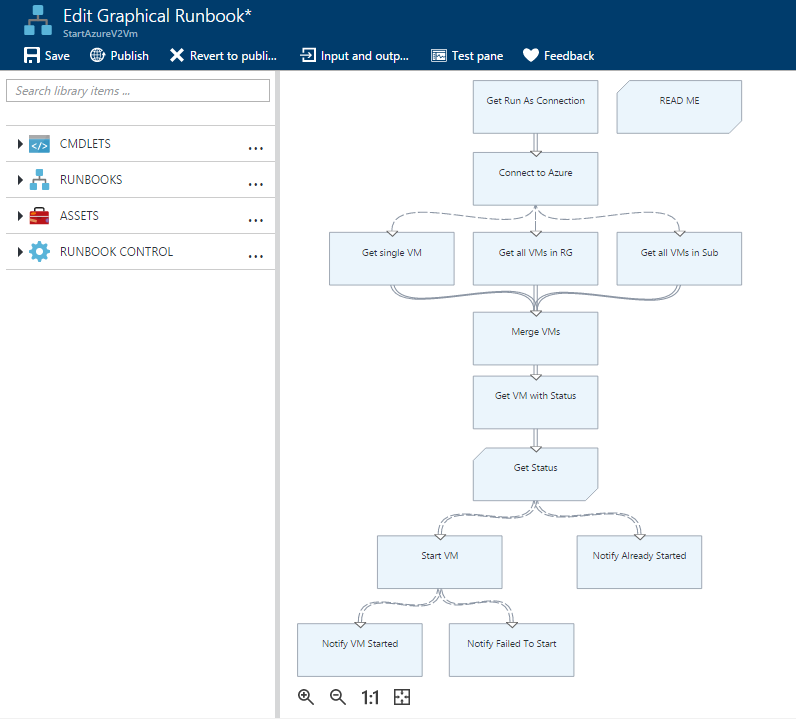 Edit Graphical Runbook*
StartAzureV2Vm
Save Publish Revert to publi... Input and outp... Test pane Feedback
Search library items ...
CMDLETS ...
RUNBOOKS ...
ASSETS ...
RUNBOOK CONTROL ...
Get Run As Connection
READ ME
Connect to Azure
Get single VM
Get all VMs in RG
Get all VMs in Sub
Merge VMs
Get VM with Status
Get Status
Start VM
Notify Already Started
Notify VM Started
Notify Failed To Start
1:1